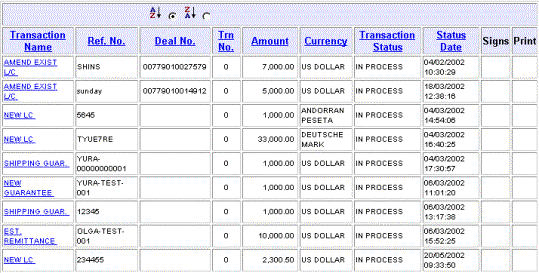 A Z Z A
Transaction Name Ref. No. Deal No. Trn No. Amount Currency Transaction Status Status Date Signs Print
AMEND EXIST L/C SHINS 00779010027579 0 7,000.00 US DOLLAR IN PROCESS 04/02/2002 10:30:29
AMEND EXIST L/C sunday 00779010014912 0 5,000.00 US DOLLAR IN PROCESS 18/03/2002 12:38:16
NEW LC 5645 0 1,000.00 ANDORRAN PESETA IN PROCESS 04/03/2002 14:54:06
NEW LC TYUE7RE 0 33,000.00 DEUTSCHE MARK IN PROCESS 04/03/2002 16:40:25
SHIPPING GUAR. YURA-00000000001 0 1,000.00 US DOLLAR IN PROCESS 04/03/2002 17:30:57
NEW GUARANTEE YURA-TEST-001 0 1,000.00 US DOLLAR IN PROCESS 06/03/2002 11:01:20
SHIPPING GUAR. 12345 0 1,000.00 US DOLLAR IN PROCESS 06/03/2002 13:17:38
EST. REMITTANCE OLGA-TEST-001 0 10,000.00 US DOLLAR IN PROCESS 06/03/2002 15:52:25
NEW LC 234455 0 2,300.50 US DOLLAR IN PROCESS 20/05/2002 09:33:50